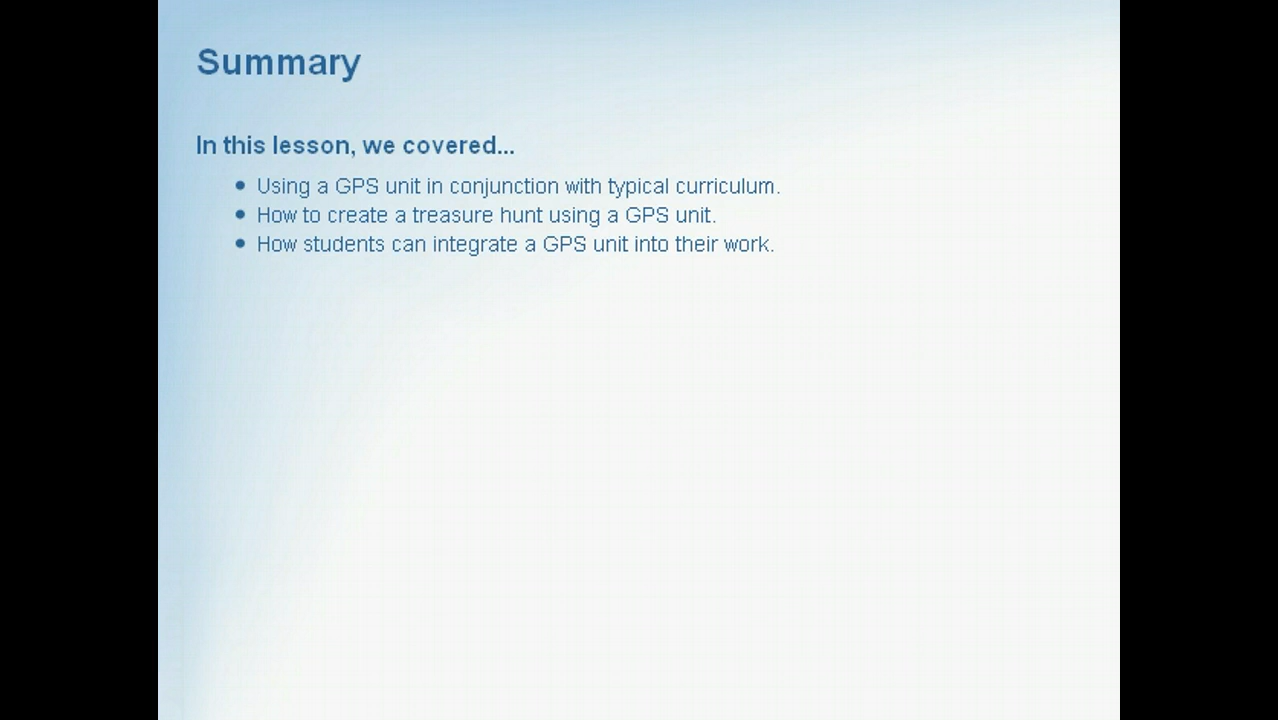 Summary
In this lesson, we covered...
• Using a GPS unit in conjunction with typical curriculum.
• How to create a treasure hunt using a GPS unit.
• How students can integrate a GPS unit into their work.